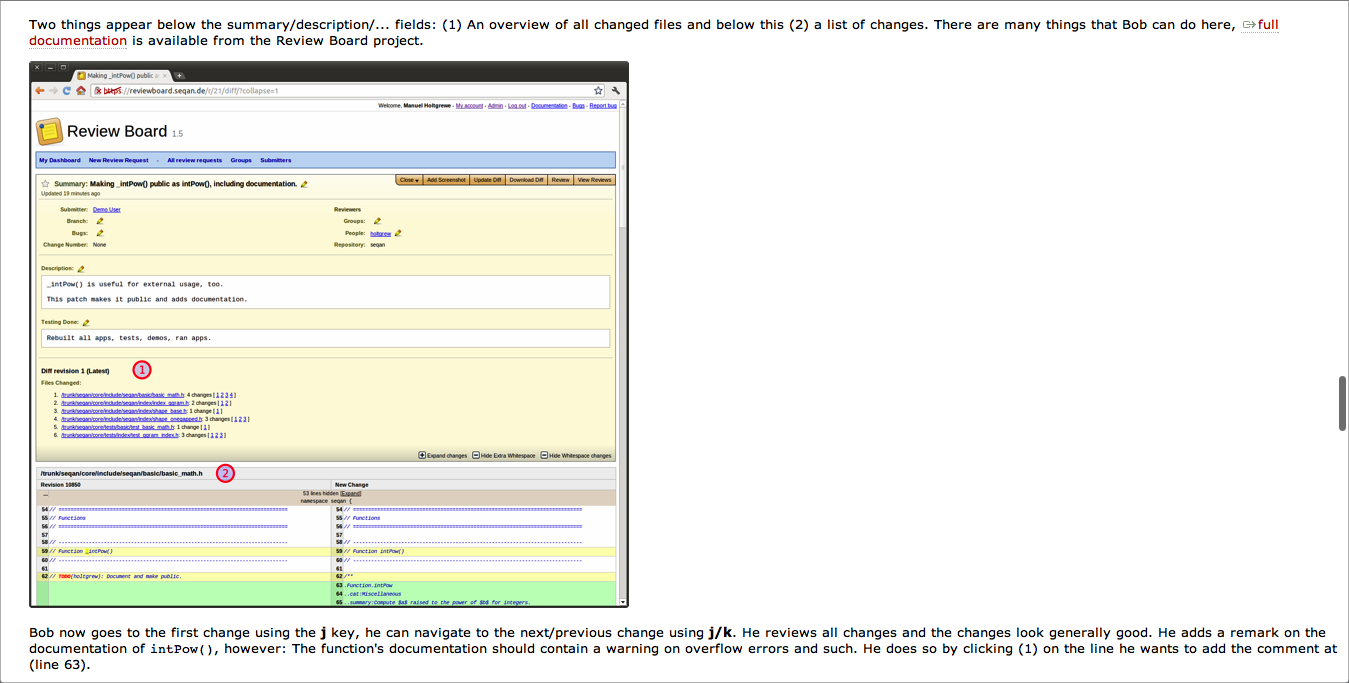 Two things appear below the summary/description/... fields: (1) An overview of all changed files and below this (2) a list of changes. There are many things that Bob can do here, full
documentation is available from the Review Board project.
Making _intPow() public
https://reviewboard.seqan.de/r/21/diff/?collapse=1
Welcome, Manuel Holtgrewe - My account - Admin - Log out - Documentation - Bugs - Report bug
Review Board 1.5
My Dashboard New Review Request - All review requests Groups Submitters
Summary: Making _intPow() public as intPow(), including documentation.
Close Add Screenshot Update Diff Download Diff Review View Reviews
Updated 19 minutes ago
Submitter: Demo User Reviewers
Branch: Groups:
Bugs: People: holtgrew
Change Number: None Repository: seqan
Description:
_intPow() is useful for external usage, too.
This patch makes it public and adds documentation.
Testing Done:
Rebuilt all apps, tests, demos, ran apps.
Diff revision 1 (Latest) 1
Files Changed:
1. /trunk/seqan/core/include/seqan/basic/basic_math.h: 4 changes [ 1 2 3 4 ]
2. /trunk/seqan/core/include/seqan/index/index_qgram.h: 2 changes [ 1 2 ]
3. /trunk/seqan/core/include/seqan/index/shape_base.h: 1 change [ 1 ]
4. /trunk/seqan/core/include/seqan/index/shape_onegapped.h: 3 changes [ 1 2 3 ]
5. /trunk/seqan/core/tests/basic/test_basic_math.h: 1 change [ 1 ]
6. /trunk/seqan/core/tests/index/test_qgram_index.h: 3 changes [ 1 2 3 ]
Expand changes Hide Extra Whitespace Hide Whitespace changes
/trunk/seqan/core/include/seqan/basic/basic_math.h 2
Revision 10850 New Change
... 53 lines hidden [Expand]
namespace seqan {
54 // ============================================================================ 54 // ============================================================================
55 // Functions 55 // Functions
56 // ============================================================================ 56 // ============================================================================
57 57
58 // ---------------------------------------------------------------------------- 58 // ----------------------------------------------------------------------------
59 // Function _intPow() 59 // Function intPow()
60 // ---------------------------------------------------------------------------- 60 // ----------------------------------------------------------------------------
61 61
62 // TODO(holtgrew): Document and make public. 62 /**
63 .Function.intPow
64 ..cat:Miscellaneous
65 ..summary:Compute $a$ raised to the power of $b$ for integers.
Bob now goes to the first change using the j key, he can navigate to the next/previous change using j/k. He reviews all changes and the changes look generally good. He adds a remark on the
documentation of intPow(), however: The function's documentation should contain a warning on overflow errors and such. He does so by clicking (1) on the line he wants to add the comment at
(line 63).